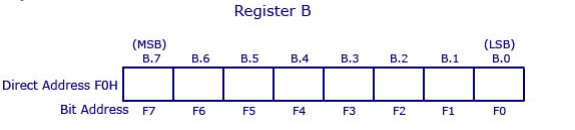 Register B
(MSB) (LSB)
B.7 B.6 B.5 B.4 B.3 B.2 B.1 B.0
Direct Address F0H
Bit Address F7 F6 F5 F4 F3 F2 F1 F0